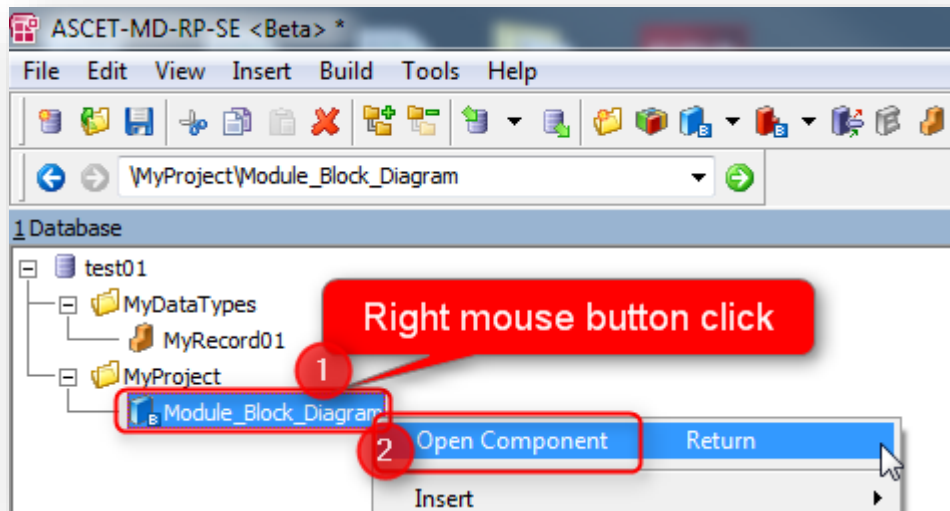 ASCET-MD-RP-SE <Beta> *
File Edit View Insert Build Tools Help
\MyProject\Module_Block_Diagram
1 Database
test01
MyDataTypes
MyRecord01
Right mouse button click
1
MyProject
Module_Block_Diagram
2 Open Component Return
Insert